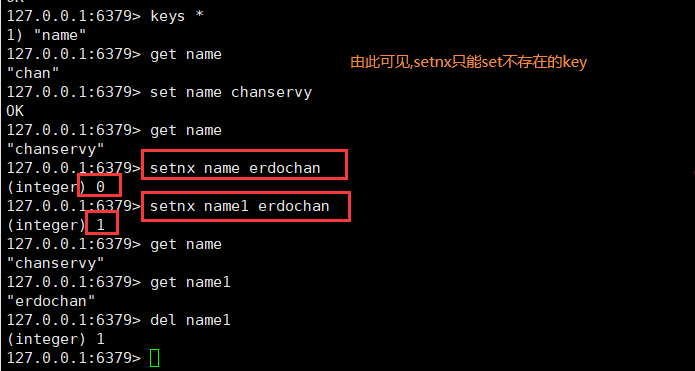 OK
127.0.0.1:6379> keys *
1) "name"
127.0.0.1:6379> get name
"chan"
由此可见,setnx只能set不存在的key
127.0.0.1:6379> set name chanservy
OK
127.0.0.1:6379> get name
"chanservy"
127.0.0.1:6379> setnx name erdochan
(integer) 0
127.0.0.1:6379> setnx name1 erdochan
(integer) 1
127.0.0.1:6379> get name
"chanservy"
127.0.0.1:6379> get name1
"erdochan"
127.0.0.1:6379> del name1
(integer) 1
127.0.0.1:6379>